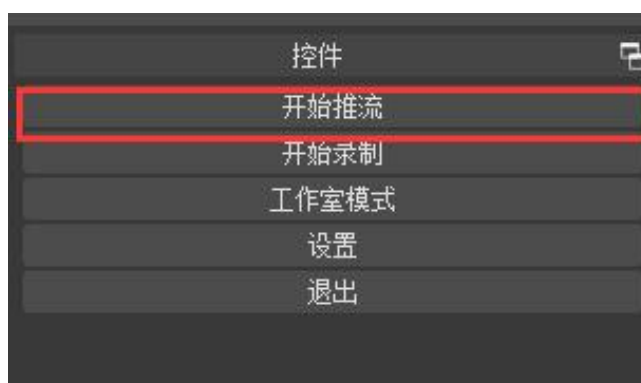 控件
开始推流
开始录制
工作室模式
设置
退出